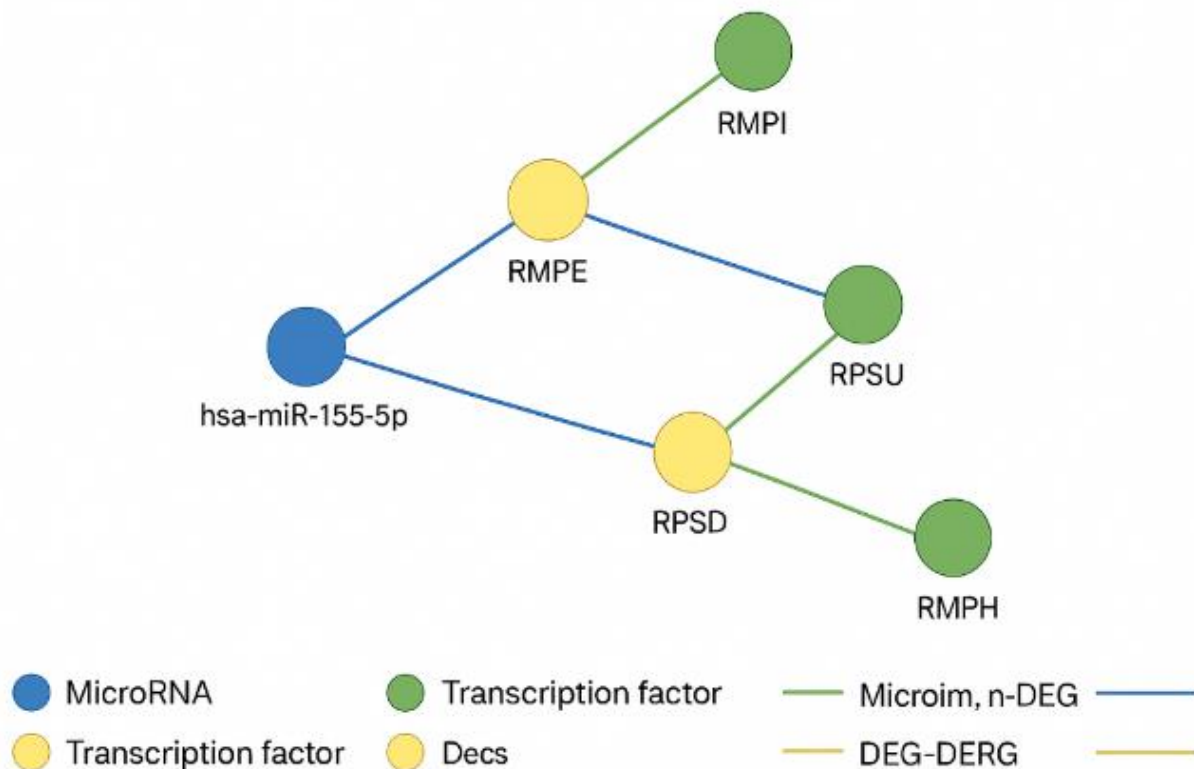 RMPI
RMPE
RPSU
hsa-miR-155-5p
RPSD
RMPH
MicroRNA Transcription factor Microim, n-DEG
Transcription factor Decs DEG-DERG